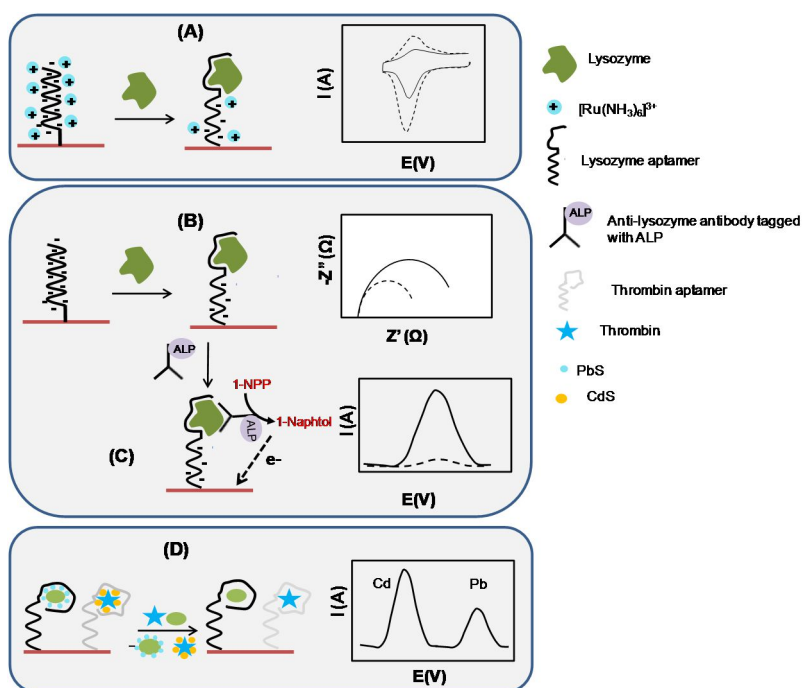 (A)
I (A)
E(V)
Lysozyme
[Ru(NH3)6]3+
Lysozyme aptamer
ALP
Anti-lysozyme antibody tagged
with ALP
Thrombin aptamer
Thrombin
PbS
CdS
(B)
-Z" (Ω)
Z' (Ω)
ALP
1-NPP
ALP
1-Naphtol
e-
(C)
I (A)
E(V)
(D)
Cd
Pb
I (A)
E(V)